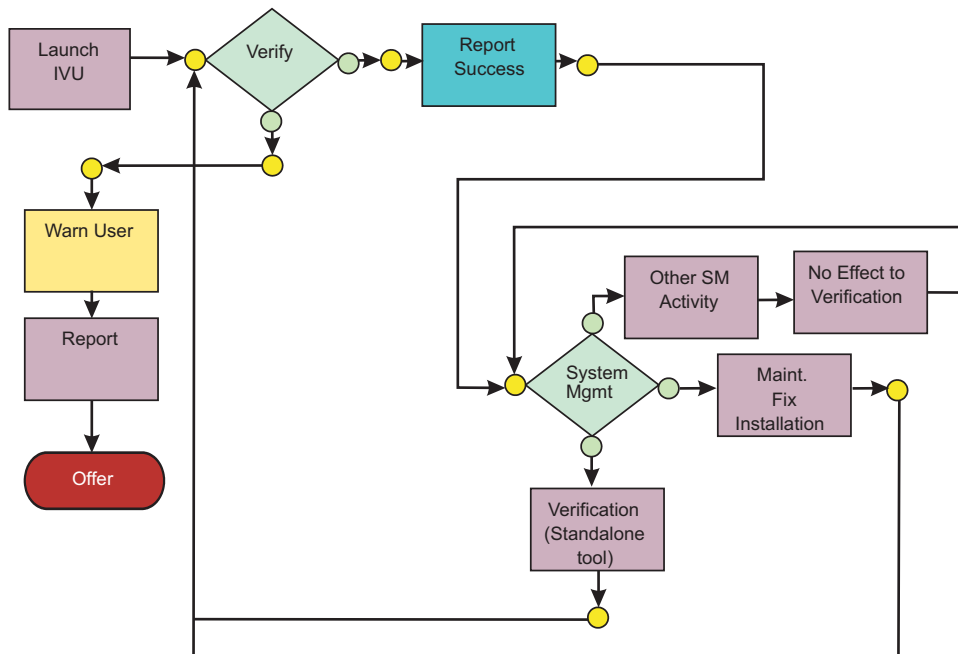 Launch
IVU
Verify
Report
Success
Warn User
Report
Offer
Other SM
Activity
No Effect to
Verification
System
Mgmt
Maint.
Fix
Installation
Verification
(Standalone
tool)